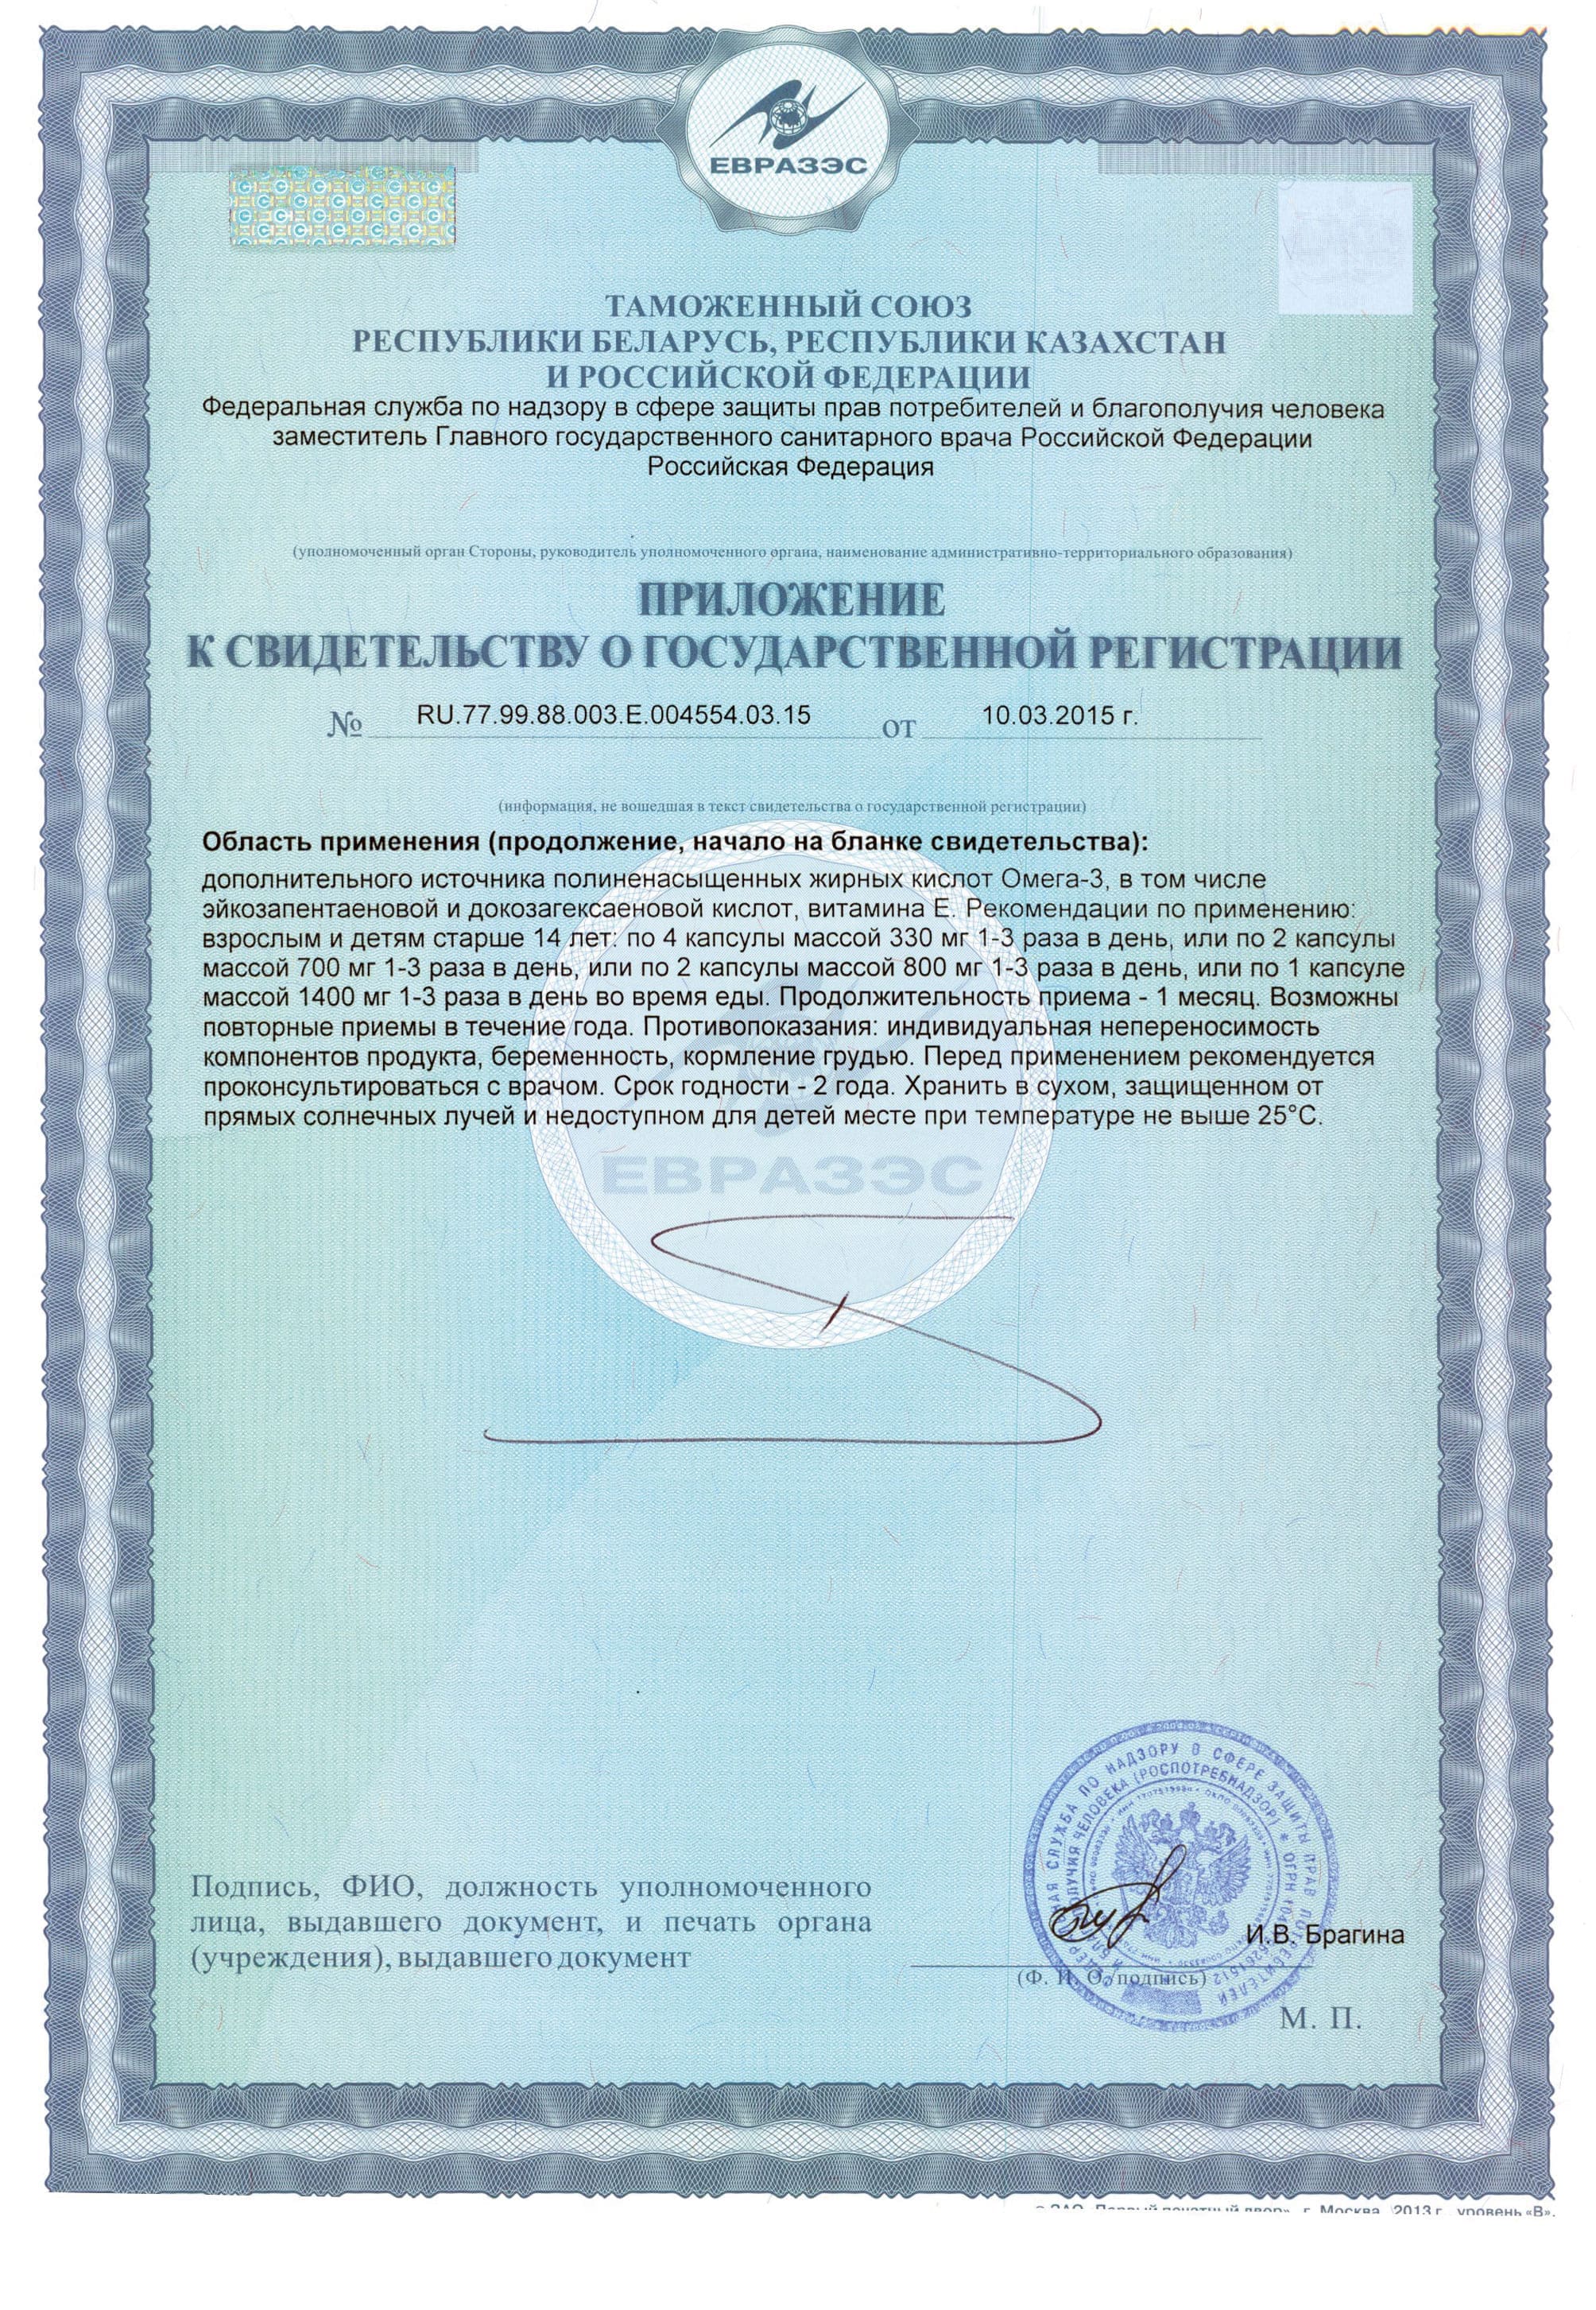 ЕВРАЗЭС
ТАМОЖЕННЫЙ СОЮЗ
РЕСПУБЛИКИ БЕЛАРУСЬ, РЕСПУБЛИКИ КАЗАХСТАН
И РОССИЙСКОЙ ФЕДЕРАЦИИ
Федеральная служба по надзору в сфере защиты прав потребителей и благополучия человека
заместитель Главного государственного санитарного врача Российской Федерации
Российская Федерация
(уполномоченный орган Стороны, руководитель уполномоченного органа, наименование административно-территориального образования)
ПРИЛОЖЕНИЕ
К СВИДЕТЕЛЬСТВУ О ГОСУДАРСТВЕННОЙ РЕГИСТРАЦИИ
№ RU.77.99.88.003.Е.004554.03.15 от 10.03.2015 г.
(информация, не вошедшая в текст свидетельства о государственной регистрации)
Область применения (продолжение, начало на бланке свидетельства):
дополнительного источника полиненасыщенных жирных кислот Омега-3, в том числе
эйкозапентаеновой и докозагексаеновой кислот, витамина Е. Рекомендации по применению:
взрослым и детям старше 14 лет: по 4 капсулы массой 330 мг 1-3 раза в день, или по 2 капсулы
массой 700 мг 1-3 раза в день, или по 2 капсулы массой 800 мг 1-3 раза в день, или по 1 капсуле
массой 1400 мг 1-3 раза в день во время еды. Продолжительность приема - 1 месяц. Возможны
повторные приемы в течение года. Противопоказания: индивидуальная непереносимость
компонентов продукта, беременность, кормление грудью. Перед применением рекомендуется
проконсультироваться с врачом. Срок годности - 2 года. Хранить в сухом, защищенном от
прямых солнечных лучей и недоступном для детей месте при температуре не выше 25°С.
ЕВРАЗЭС
Подпись, ФИО, должность уполномоченного
лица, выдавшего документ, и печать органа
(учреждения), выдавшего документ
И.В. Брагина
(Ф. И. О./подпись)
М. П.
СЛУЖБА ПО НАДЗОРУ В СФЕРЕ ЗАЩИТЫ ПРАВ ПОТРЕБИТЕЛЕЙ
ЧЕЛОВЕКА (РОСПОТРЕБНАДЗОР) * ОГРН
© ЗАО «Первый печатный двор», г. Москва, 2013 г., уровень «В».